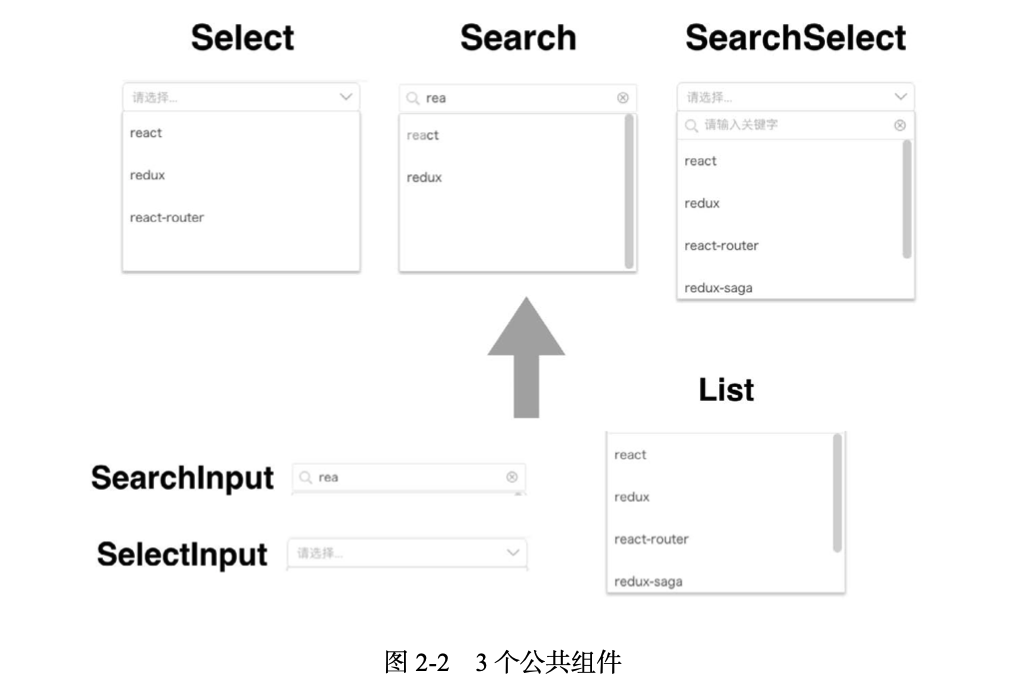 Select
请选择...
react
redux
react-router
Search
rea
react
redux
SearchSelect
请选择...
请输入关键字
react
redux
react-router
redux-saga
SearchInput
rea
SelectInput
请选择...
List
react
redux
react-router
redux-saga
图 2-2 3 个公共组件